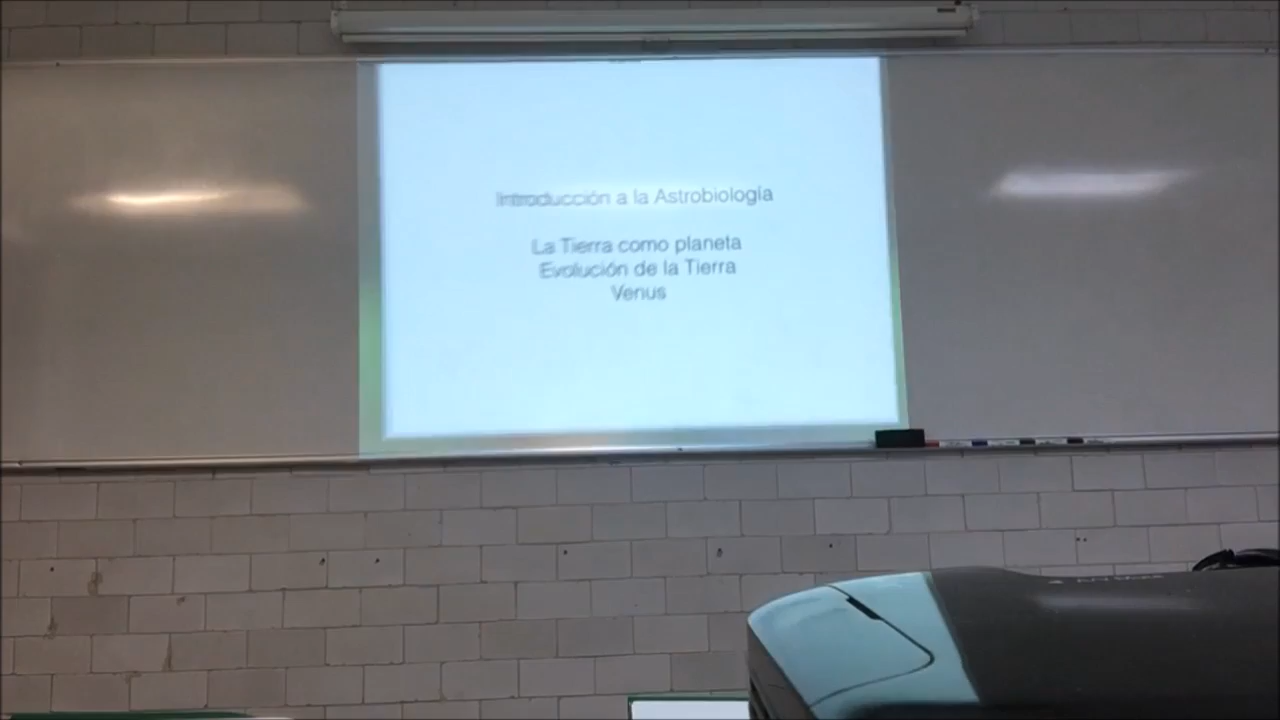 Introducción a la Astrobiología
La Tierra como planeta
Evolución de la Tierra
Venus